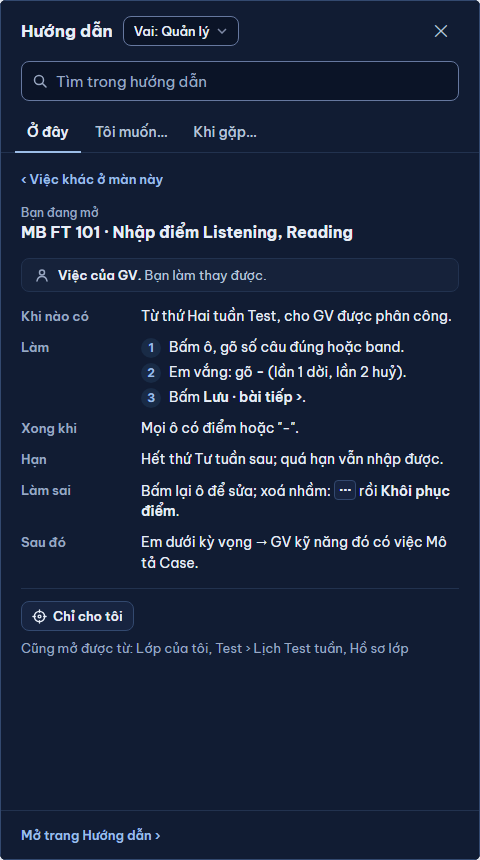 Hướng dẫn
Vai: Quản lý
Tìm trong hướng dẫn
Ở đây
Tôi muốn...
Khi gặp...
‹ Việc khác ở màn này
Bạn đang mở
MB FT 101 · Nhập điểm Listening, Reading
Việc của GV. Bạn làm thay được.
Khi nào có
Từ thứ Hai tuần Test, cho GV được phân công.
Làm
1 Bấm ô, gõ số câu đúng hoặc band.
2 Em vắng: gõ - (lần 1 dời, lần 2 huỷ).
3 Bấm Lưu · bài tiếp ›.
Xong khi
Mọi ô có điểm hoặc "-".
Hạn
Hết thứ Tư tuần sau; quá hạn vẫn nhập được.
Làm sai
Bấm lại ô để sửa; xoá nhầm: ··· rồi Khôi phục
điểm.
Sau đó
Em dưới kỳ vọng → GV kỹ năng đó có việc Mô
tả Case.
Chỉ cho tôi
Cũng mở được từ: Lớp của tôi, Test › Lịch Test tuần, Hồ sơ lớp
Mở trang Hướng dẫn ›